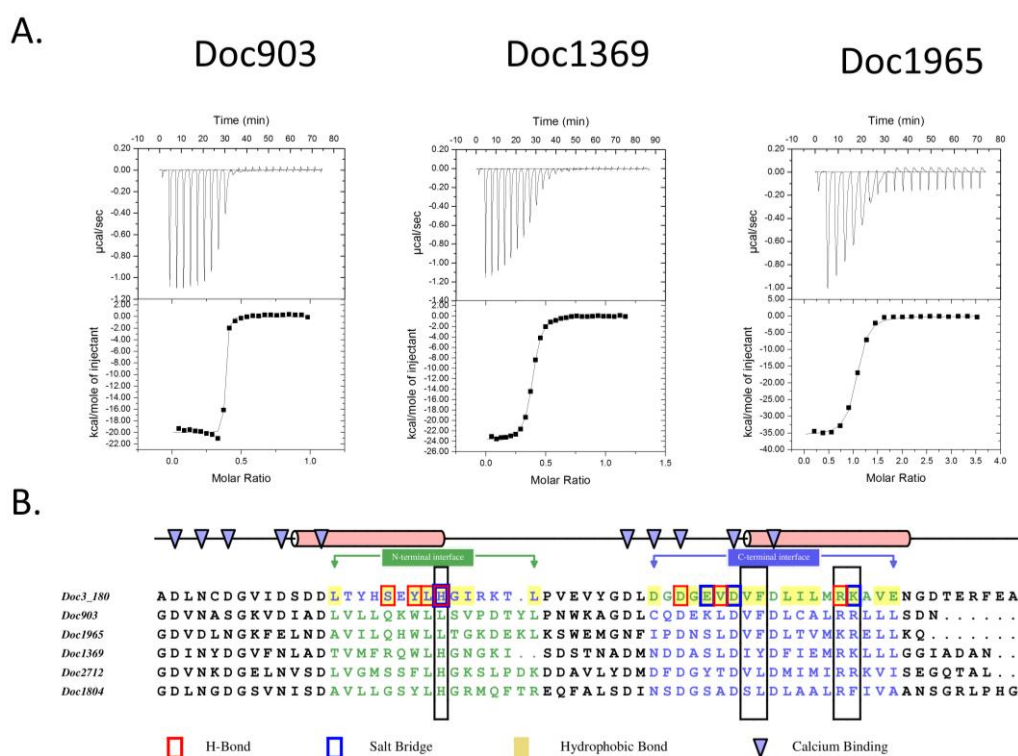 A.
Doc903
Doc1369
Doc1965
Time (min)
-10 0 10 20 30 40 50 60 70 80
0.20
0.00
-0.20
-0.40
-0.60
-0.80
-1.00
-1.20
µcal/sec
2.00
0.00
-2.00
-4.00
-6.00
-8.00
-10.00
-12.00
-14.00
-16.00
-18.00
-20.00
-22.00
kcal/mole of injectant
0.0 0.5 1.0
Molar Ratio
Time (min)
-10 0 10 20 30 40 50 60 70 80 90
0.20
0.00
-0.20
-0.40
-0.60
-0.80
-1.00
-1.20
-1.40
µcal/sec
2.00
0.00
-2.00
-4.00
-6.00
-8.00
-10.00
-12.00
-14.00
-16.00
-18.00
-20.00
-22.00
-24.00
-26.00
kcal/mole of injectant
0.0 0.5 1.0
Molar Ratio
Time (min)
-10 0 10 20 30 40 50 60 70 80
0.20
0.00
-0.20
-0.40
-0.60
-0.80
-1.00
µcal/sec
5.00
0.00
-5.00
-10.00
-15.00
-20.00
-25.00
-30.00
-35.00
-40.00
kcal/mole of injectant
0.0 0.5 1.0 1.5 2.0 2.5 3.0 3.5 4.0
Molar Ratio
B.
N-terminal interface C-terminal interface
Doc3_180 ADLNCDGVIDSDDLTYHSEYLHGIRKT.LPVEVYGDLDGDGEVDVFDLILMRKAVENGDTERFEA
Doc903 GDVNASGKVDAIDLVVLLQKWLLSVPDTYLPNWKAGDLCQDEKLDVFDLCALRRLLLSDN......
Doc1965 GDVDLNGKFELNDAVILQLWLLTGKDEKLKSWEMGNFIPDNSLDVFDLTVMKRELLKQ.......
Doc1369 GDINYDGVFNLADTVMFRQWLHGNGKI..SDSTNADMNDDASLDIYDFIEMRKLLLGGIADAN..
Doc2712 GDVNKDGELNVSDLVGMSSFLHGKSLPDKDDAVLYDMDFDGYTDVLDMIMIRRKVISEGQTAL..
Doc1804 GDLNGDGSVNISDAVLLGSYLHGRMQFTREQFALSDINSDGSADSLDLALLRFIVAANSGRLPHG
H-Bond Salt Bridge Hydrophobic Bond Calcium Binding